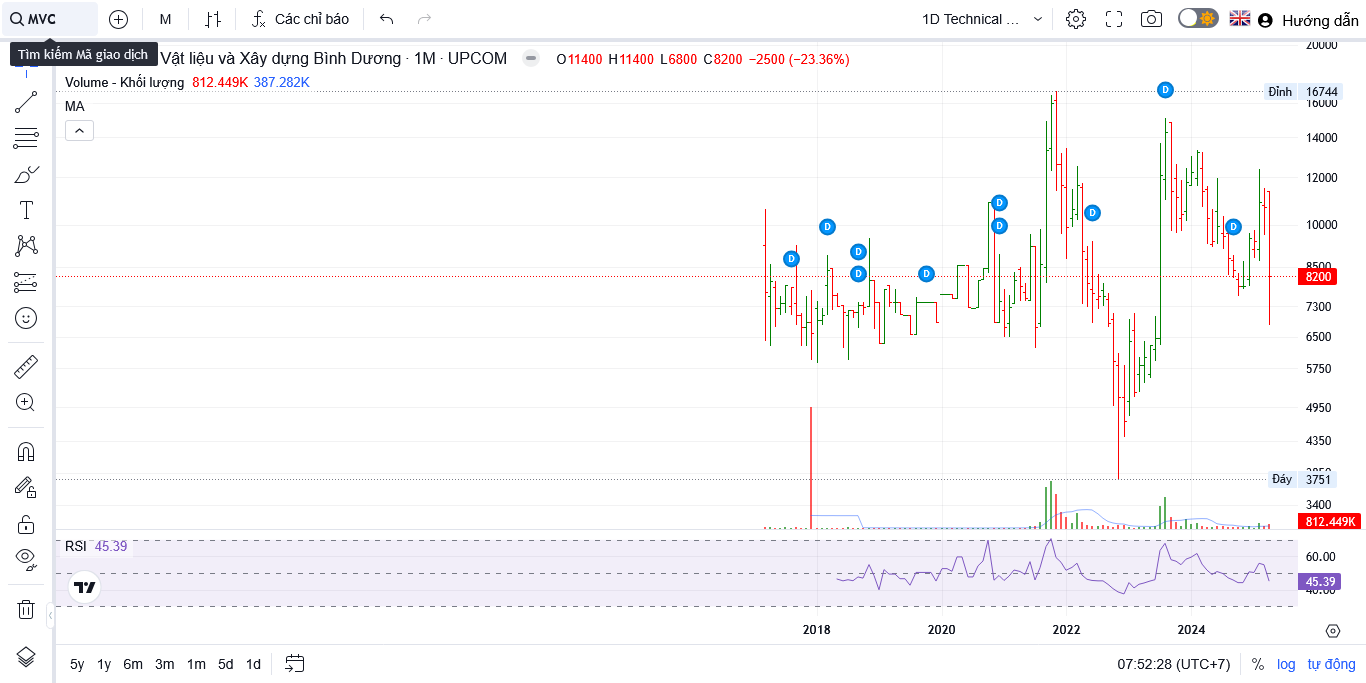 MVC M Các chỉ báo 1D Technical ... Hướng dẫn
Tìm kiếm Mã giao dịch
Vật liệu và Xây dựng Bình Dương · 1M · UPCOM O11400 H11400 L6800 C8200 −2500 (−23.36%)
Volume - Khối lượng 812.449K 387.282K
MA
20000
Đỉnh 16744
16000
14000
12000
10000
8500
8200
7300
6500
5750
4950
4350
3850
Đáy 3751
3400
812.449K
D
D
D
D
D
D
D
D
D
D
RSI 45.39
60.00
45.39
40.00
2018 2020 2022 2024
5y 1y 6m 3m 1m 5d 1d 07:52:28 (UTC+7) % log tự động